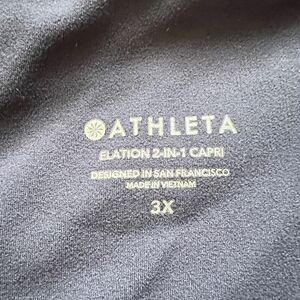 ATHLETA
ELATION 2-IN-1 CAPRI
DESIGNED IN SAN FRANCISCO
MADE IN VIETNAM
3X